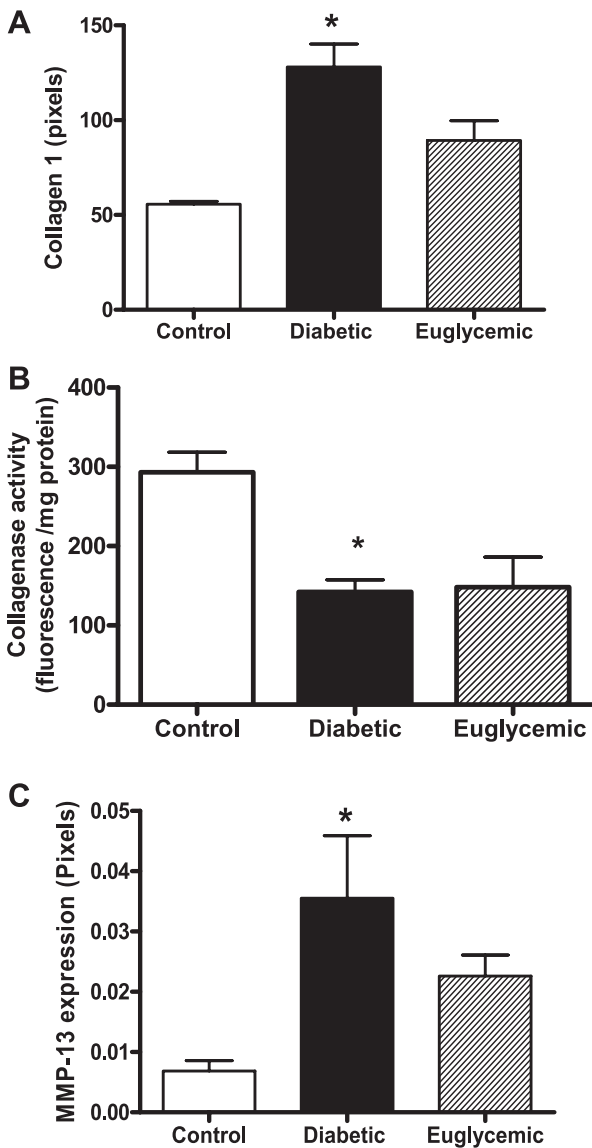 A
Collagen 1 (pixels)
150
100
50
0
*
Control Diabetic Euglycemic
B
Collagenase activity
(fluorescence /mg protein)
400
300
200
100
0
*
Control Diabetic Euglycemic
C
MMP-13 expression (Pixels)
0.05
0.04
0.03
0.02
0.01
0.00
*
Control Diabetic Euglycemic